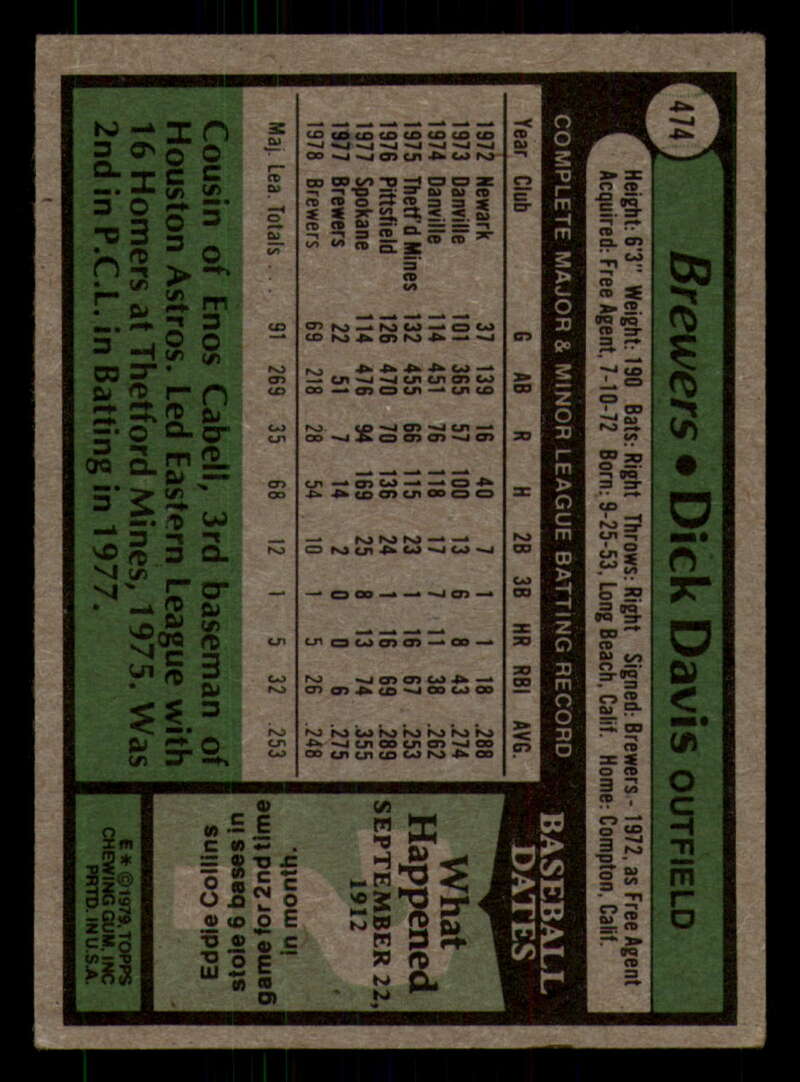 474
Brewers • Dick Davis OUTFIELD
Height: 6'3" Weight: 190 Bats: Right Throws: Right Signed: Brewers - 1972, as Free Agent
Acquired: Free Agent, 7-10-72 Born: 9-25-53, Long Beach, Calif. Home: Compton, Calif.
COMPLETE MAJOR & MINOR LEAGUE BATTING RECORD
Year Club G AB R H 2B 3B HR RBI AVG.
1972 Newark 37 139 16 40 7 1 1 18 .288
1973 Danville 101 365 57 100 13 6 8 43 .274
1974 Danville 114 451 76 118 17 7 11 38 .262
1975 Thetf'd Mines 132 455 66 115 23 1 16 67 .253
1976 Pittsfield 126 470 70 136 24 1 16 69 .289
1977 Spokane 114 476 94 169 25 8 13 74 .355
1977 Brewers 22 51 7 14 2 0 0 6 .275
1978 Brewers 69 218 28 54 10 1 5 26 .248
Maj. Lea. Totals . . . 91 269 35 68 12 1 5 32 .253
Cousin of Enos Cabell, 3rd baseman of
Houston Astros. Led Eastern League with
16 Homers at Thetford Mines, 1975. Was
2nd in P.C.L. in Batting in 1977.
BASEBALL
DATES
What
Happened
SEPTEMBER 22,
1912
Eddie Collins
stole 6 bases in
game for 2nd time
in month.
E * © 1979, TOPPS
CHEWING GUM, INC
PRTD. IN U.S.A.